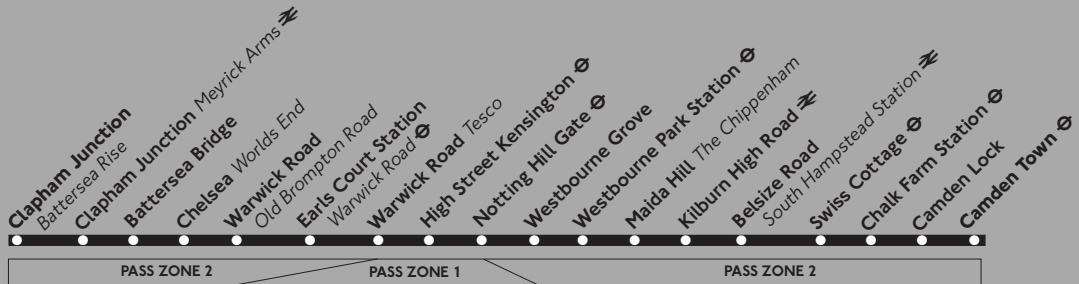 Clapham Junction
Battersea Rise
Clapham Junction Meyrick Arms
Battersea Bridge
Chelsea Worlds End
Warwick Road
Old Brompton Road
Earls Court Station
Warwick Road
Warwick Road Tesco
High Street Kensington
Notting Hill Gate
Westbourne Grove
Westbourne Park Station
Maida Hill The Chippenham
Kilburn High Road
Belsize Road
South Hampstead Station
Swiss Cottage
Chalk Farm Station
Camden Lock
Camden Town
PASS ZONE 2
PASS ZONE 1
PASS ZONE 2